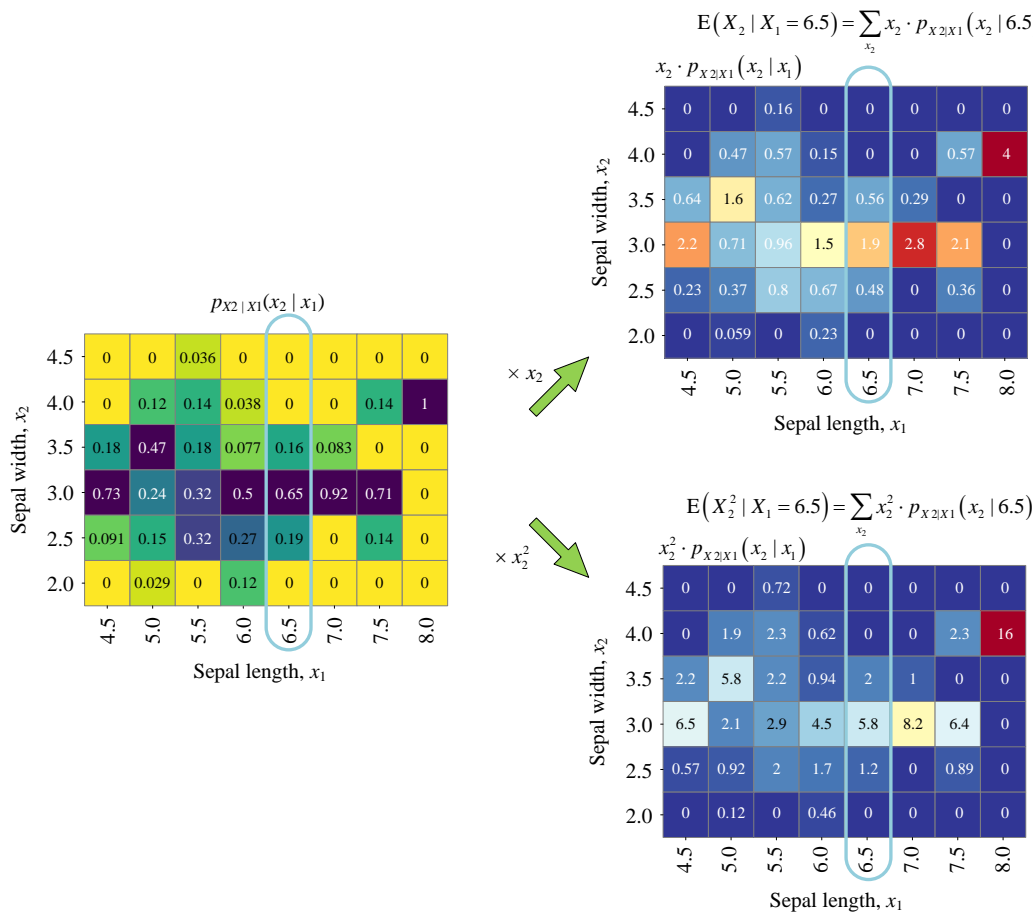 E(X₂ | X₁ = 6.5) = ∑ x₂ · p_{X2|X1}(x₂ | 6.5
x₂
x₂ · p_{X2|X1}(x₂ | x₁)
4.5 0 0 0.16 0 0 0 0 0
4.0 0 0.47 0.57 0.15 0 0 0.57 4
3.5 0.64 1.6 0.62 0.27 0.56 0.29 0 0
3.0 2.2 0.71 0.96 1.5 1.9 2.8 2.1 0
2.5 0.23 0.37 0.8 0.67 0.48 0 0.36 0
2.0 0 0.059 0 0.23 0 0 0 0
4.5 5.0 5.5 6.0 6.5 7.0 7.5 8.0
Sepal width, x₂
Sepal length, x₁
p_{X2|X1}(x₂ | x₁)
4.5 0 0 0.036 0 0 0 0 0
4.0 0 0.12 0.14 0.038 0 0 0.14 1
3.5 0.18 0.47 0.18 0.077 0.16 0.083 0 0
3.0 0.73 0.24 0.32 0.5 0.65 0.92 0.71 0
2.5 0.091 0.15 0.32 0.27 0.19 0 0.14 0
2.0 0 0.029 0 0.12 0 0 0 0
4.5 5.0 5.5 6.0 6.5 7.0 7.5 8.0
Sepal width, x₂
Sepal length, x₁
× x₂
× x₂²
E(X₂² | X₁ = 6.5) = ∑ x₂² · p_{X2|X1}(x₂ | 6.5)
x₂
x₂² · p_{X2|X1}(x₂ | x₁)
4.5 0 0 0.72 0 0 0 0 0
4.0 0 1.9 2.3 0.62 0 0 2.3 16
3.5 2.2 5.8 2.2 0.94 2 1 0 0
3.0 6.5 2.1 2.9 4.5 5.8 8.2 6.4 0
2.5 0.57 0.92 2 1.7 1.2 0 0.89 0
2.0 0 0.12 0 0.46 0 0 0 0
4.5 5.0 5.5 6.0 6.5 7.0 7.5 8.0
Sepal width, x₂
Sepal length, x₁